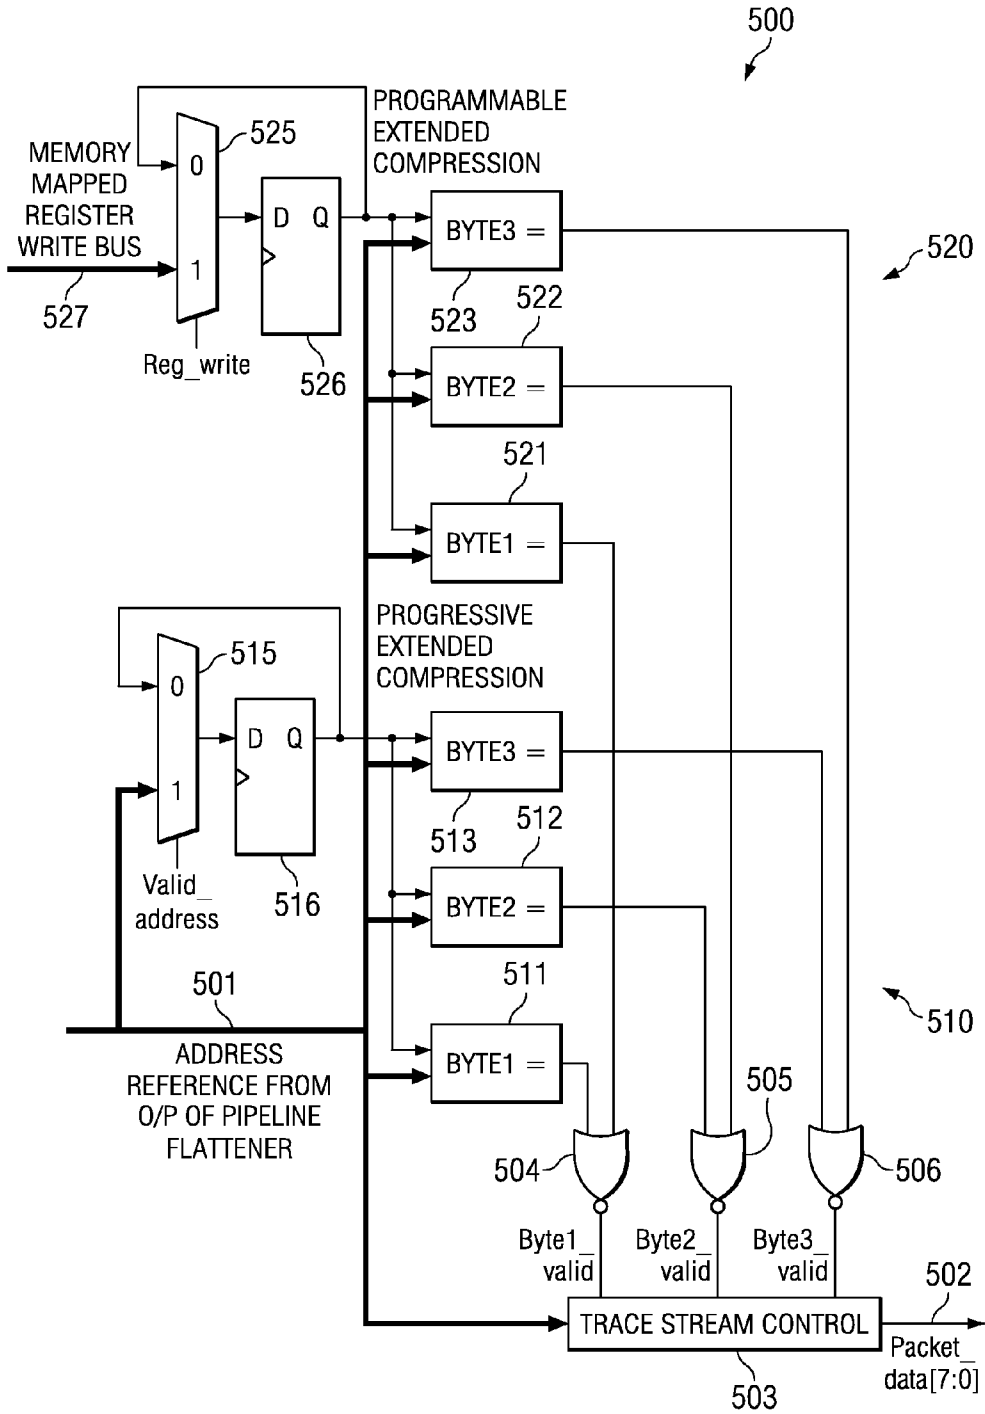 500
PROGRAMMABLE
EXTENDED
COMPRESSION
525
MEMORY
MAPPED
REGISTER
WRITE BUS
527
0
1
D Q
Reg_write
526
BYTE3 =
523
520
522
BYTE2 =
521
BYTE1 =
PROGRESSIVE
EXTENDED
COMPRESSION
515
0
1
D Q
Valid_
address
516
BYTE3 =
513
512
BYTE2 =
511
BYTE1 =
510
501
ADDRESS
REFERENCE FROM
O/P OF PIPELINE
FLATTENER
504
505
506
Byte1_
valid
Byte2_
valid
Byte3_
valid
TRACE STREAM CONTROL
503
502
Packet_
data[7:0]